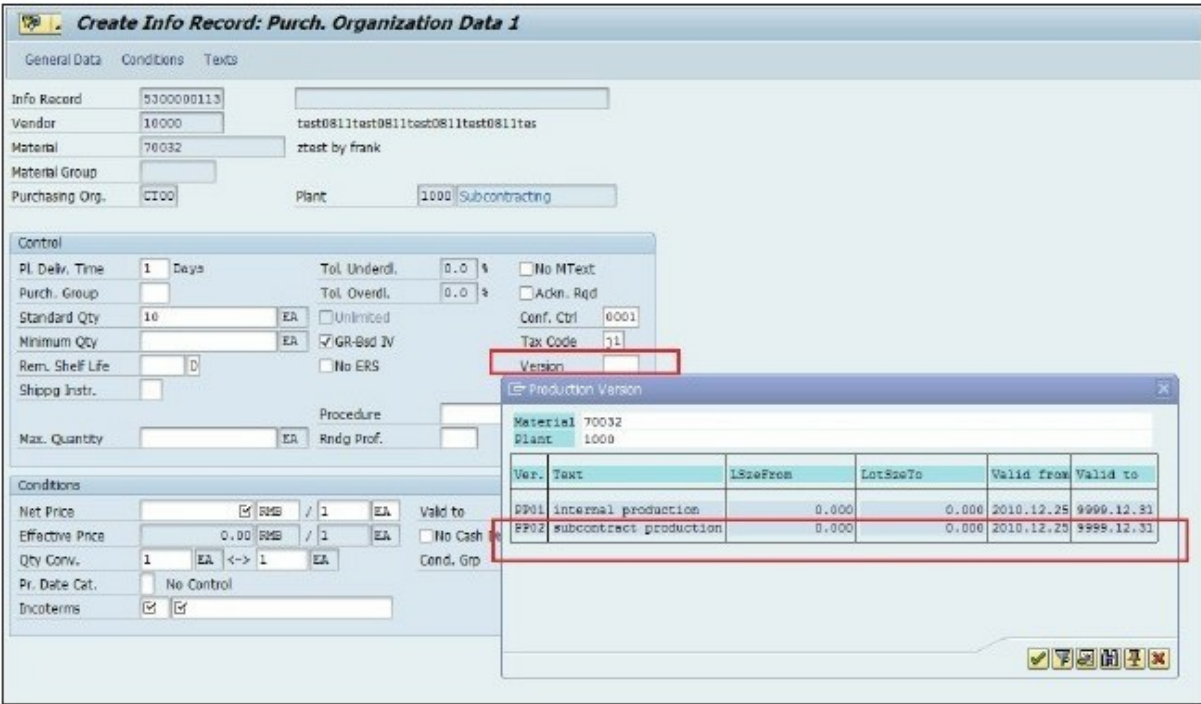 Create Info Record: Purch. Organization Data 1
General Data Conditions Texts
Info Record 5300000113
Vendor 10000 test0811test0811test0811test0811tes
Material 70032 ztest by frank
Material Group
Purchasing Org. CI00 Plant 1000 Subcontracting
Control
Pl. Deliv. Time 1 Days Tol. Underdl. 0.0 % No MText
Purch. Group Tol. Overdl. 0.0 % Ackn. Rqd
Standard Qty 10 EA Unlimited Conf. Ctrl 0001
Minimum Qty EA GR-Bsd IV Tax Code j1
Rem. Shelf Life D No ERS Version
Shippg Instr.
Procedure
Max. Quantity EA Rndg Prof.
Production Version
Material 70032
Plant 1000
Ver. Text LSzeFrom LotSzeTo Valid from Valid to
PP01 internal production 0.000 0.000 2010.12.25 9999.12.31
PP02 subcontract production 0.000 0.000 2010.12.25 9999.12.31
Conditions
Net Price RMB / 1 EA Valid to
Effective Price 0.00 RMB / 1 EA No Cash
Qty Conv. 1 EA <-> 1 EA Cond. Grp
Pr. Date Cat. No Control
Incoterms